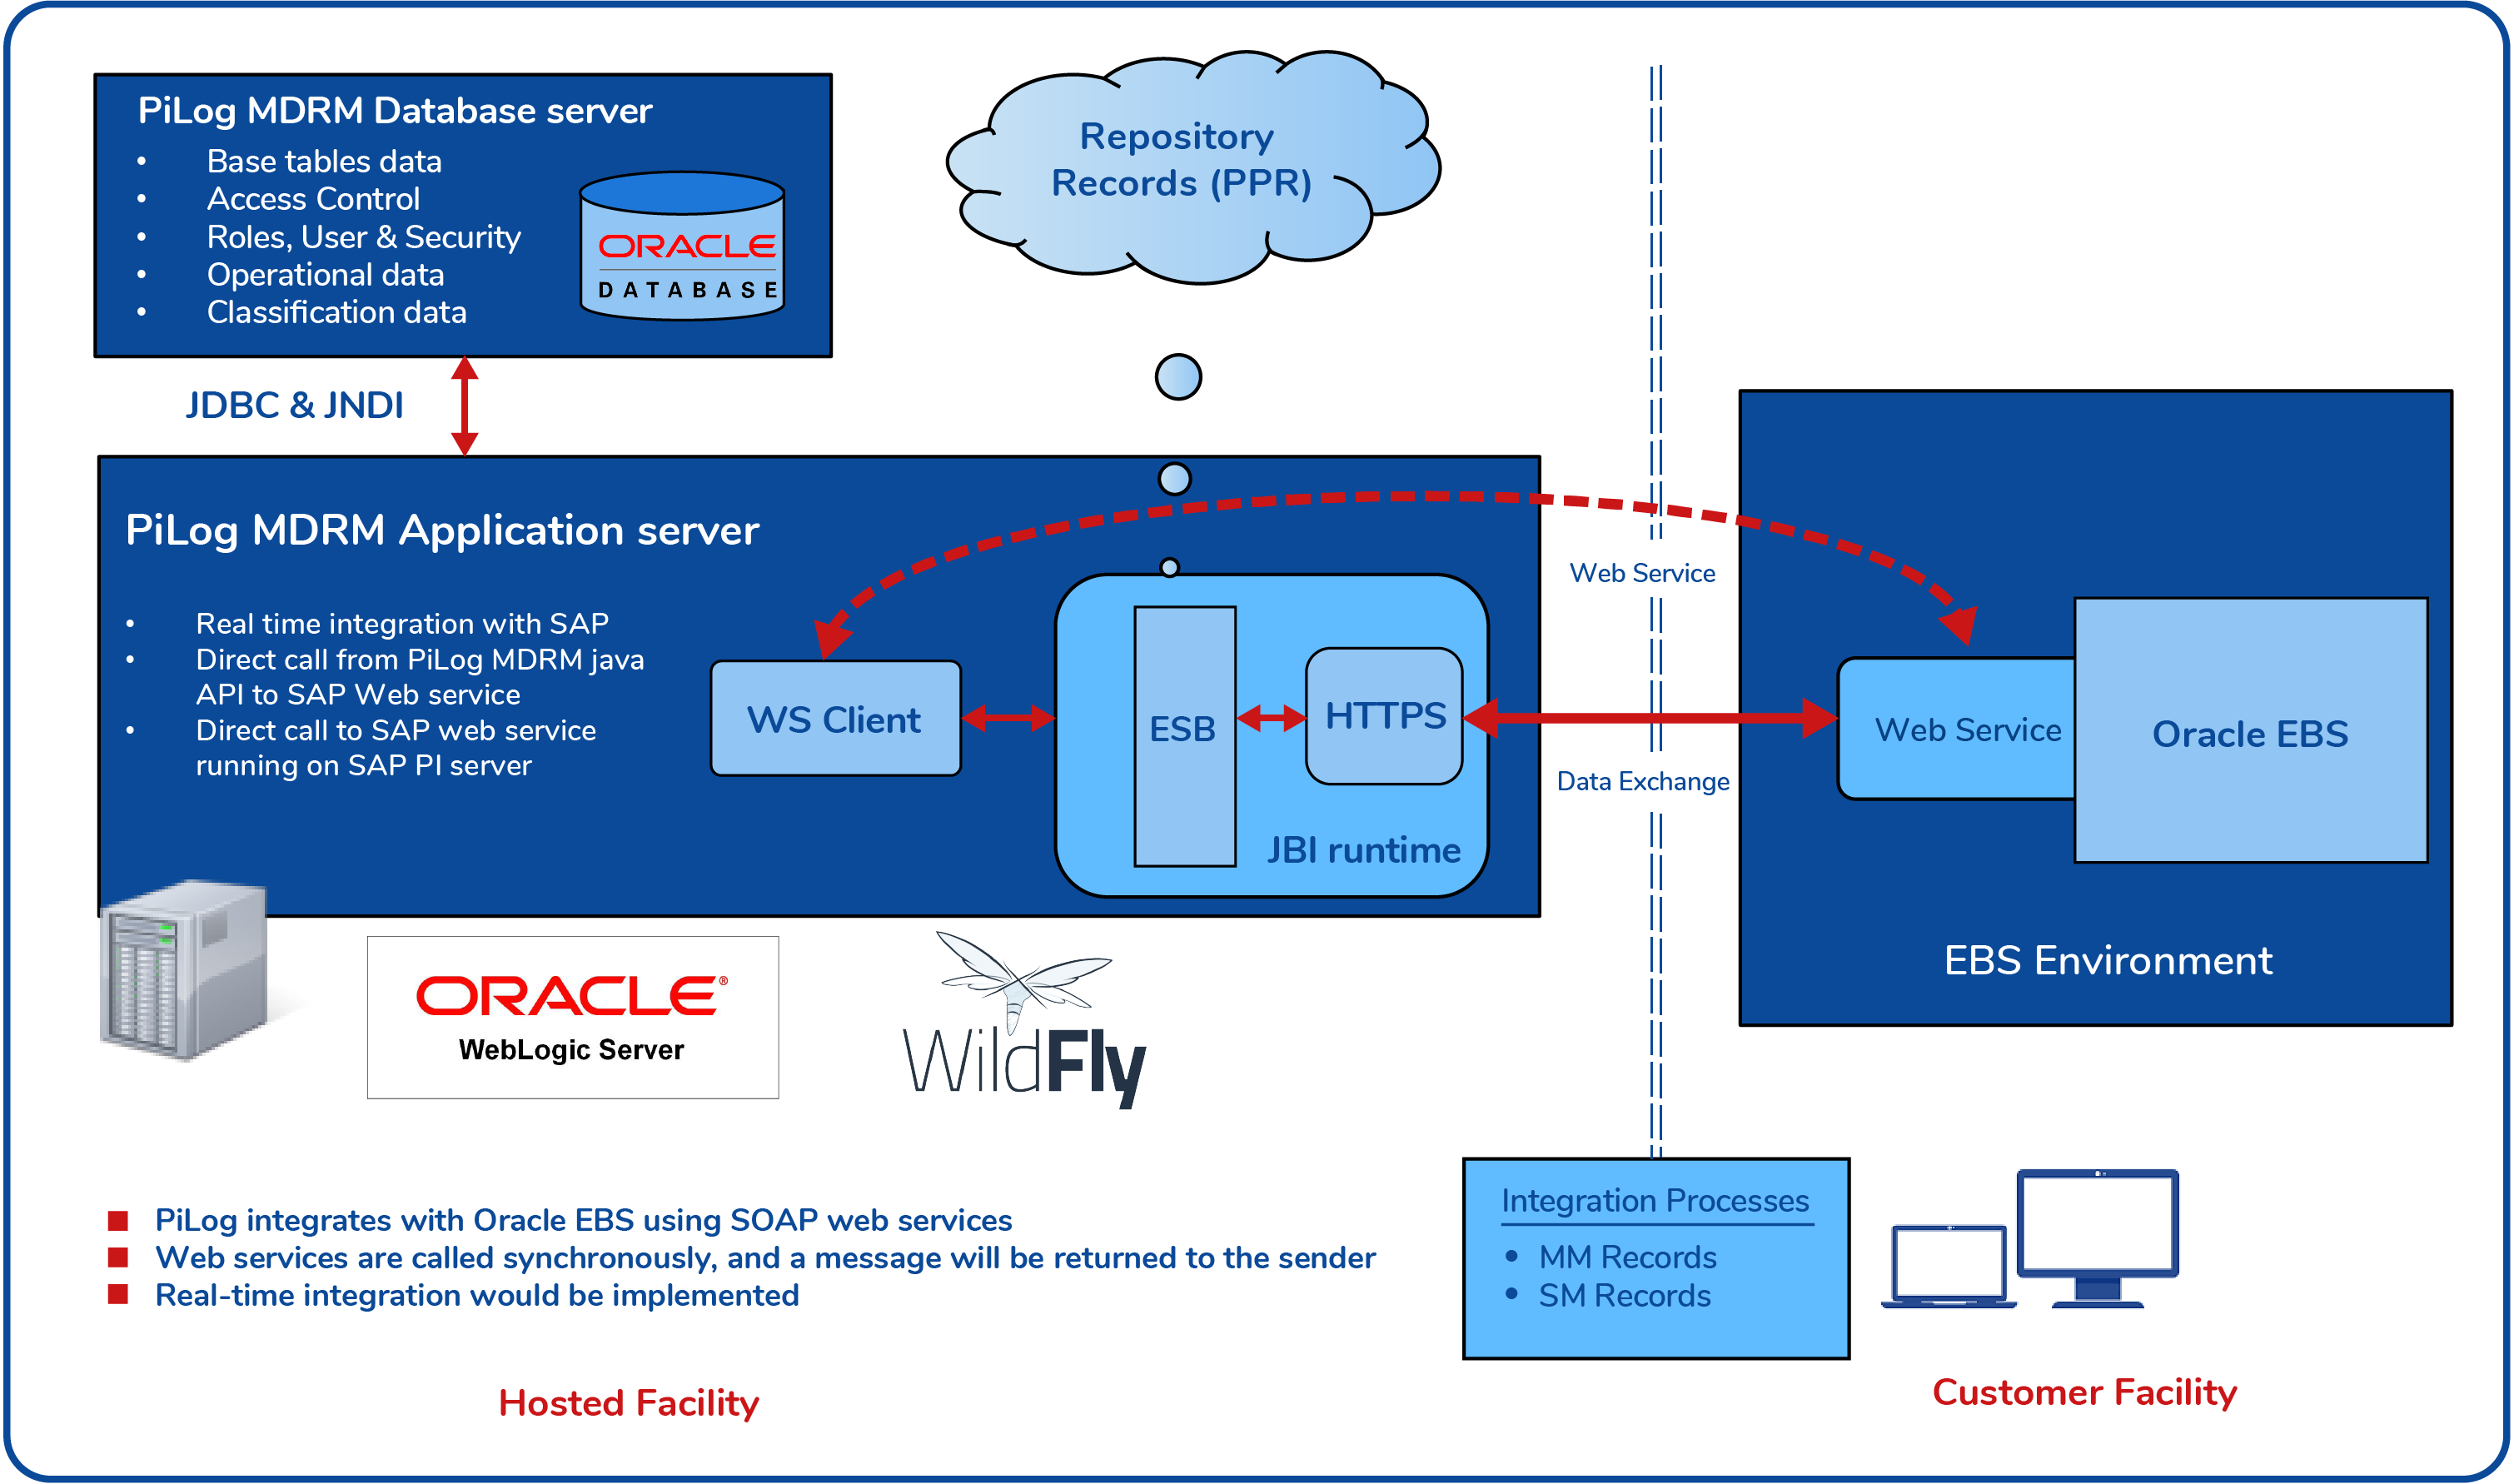 PiLog MDRM Database server
• Base tables data
• Access Control
• Roles, User & Security
• Operational data
• Classification data
ORACLE
DATABASE
Repository
Records (PPR)
JDBC & JNDI
PiLog MDRM Application server
• Real time integration with SAP
• Direct call from PiLog MDRM java
API to SAP Web service
• Direct call to SAP web service
running on SAP PI server
WS Client
ESB
HTTPS
JBI runtime
Web Service
Data Exchange
Web Service
Oracle EBS
EBS Environment
ORACLE®
WebLogic Server
WildFly
PiLog integrates with Oracle EBS using SOAP web services
Web services are called synchronously, and a message will be returned to the sender
Real-time integration would be implemented
Integration Processes
• MM Records
• SM Records
Hosted Facility
Customer Facility